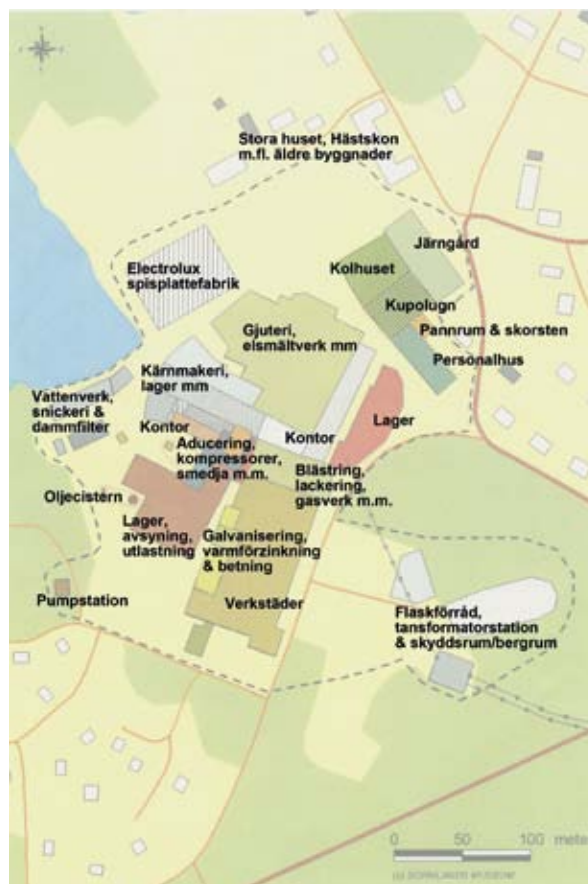 Stora huset, Hästskon
m.fl. äldre byggnader
Järngård
Electrolux
spisplattefabrik
Kolhuset
Kupolugn
Gjuteri,
elsmältverk mm
Pannrum & skorsten
Personalhus
Kärnmakeri,
lager mm
Vattenverk,
snickeri &
dammfilter
Kontor
Lager
Aducering,
kompressorer,
smedja m.m.
Kontor
Blästring,
lackering,
gasverk m.m.
Oljecistern
Lager,
avsyning,
utlastning
Galvanisering,
varmförzinkning
& betning
Pumpstation
Verkstäder
Flaskförråd,
tansformatorstation
& skyddsrum/bergrum
0 50 100 mete